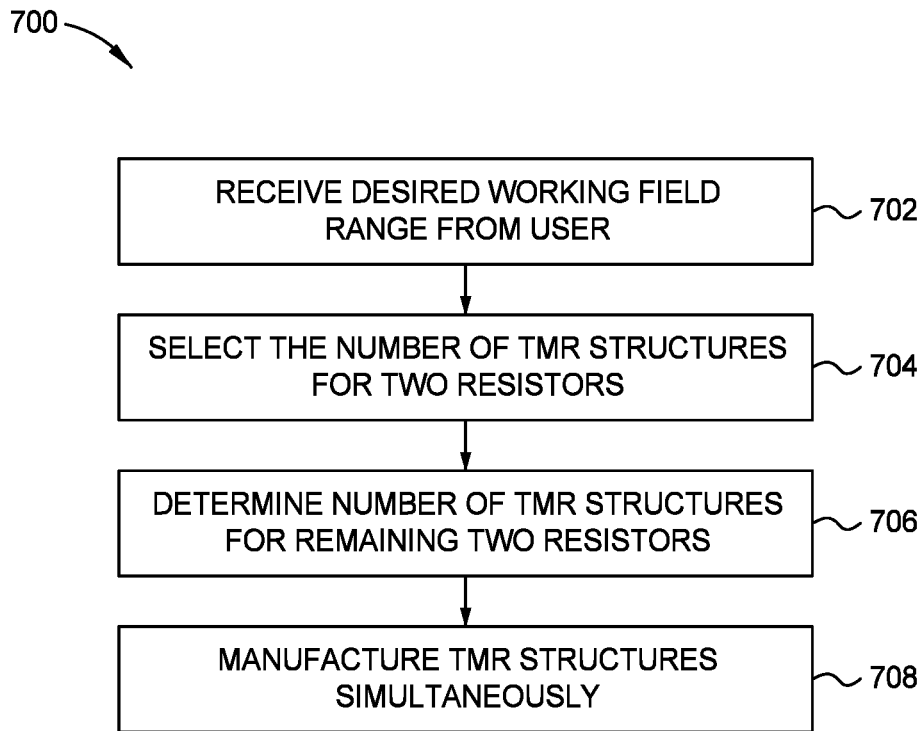 700
RECEIVE DESIRED WORKING FIELD
RANGE FROM USER
702
SELECT THE NUMBER OF TMR STRUCTURES
FOR TWO RESISTORS
704
DETERMINE NUMBER OF TMR STRUCTURES
FOR REMAINING TWO RESISTORS
706
MANUFACTURE TMR STRUCTURES
SIMULTANEOUSLY
708